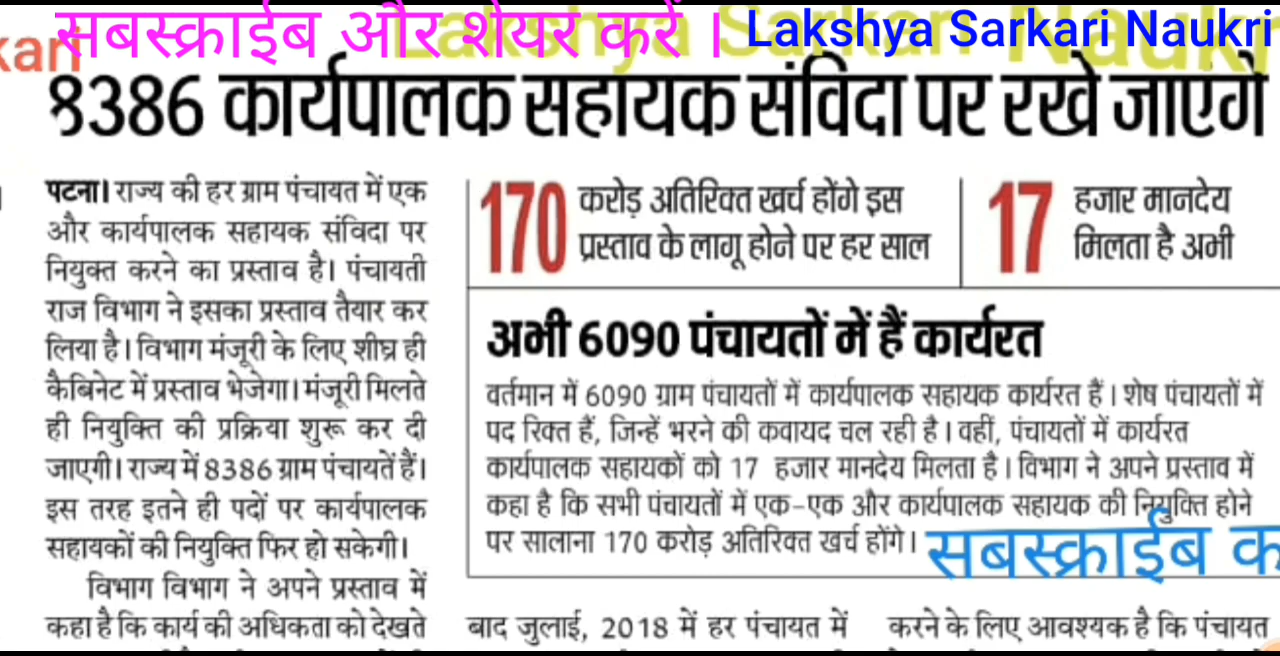 सबस्क्राईब और शेयर करें । Lakshya Sarkari Naukri
kari
8386 कार्यपालक सहायक संविदा पर रखे जाएंगे
पटना। राज्य की हर ग्राम पंचायत में एक
और कार्यपालक सहायक संविदा पर
नियुक्त करने का प्रस्ताव है। पंचायती
राज विभाग ने इसका प्रस्ताव तैयार कर
लिया है। विभाग मंजूरी के लिए शीघ्र ही
कैबिनेट में प्रस्ताव भेजेगा। मंजूरी मिलते
ही नियुक्ति की प्रक्रिया शुरू कर दी
जाएगी। राज्य में 8386 ग्राम पंचायतें हैं।
इस तरह इतने ही पदों पर कार्यपालक
सहायकों की नियुक्ति फिर हो सकेगी।
विभाग विभाग ने अपने प्रस्ताव में
कहा है कि कार्य की अधिकता को देखते
170 करोड़ अतिरिक्त खर्च होंगे इस
प्रस्ताव के लागू होने पर हर साल
17 हजार मानदेय
मिलता है अभी
अभी 6090 पंचायतों में हैं कार्यरत
वर्तमान में 6090 ग्राम पंचायतों में कार्यपालक सहायक कार्यरत हैं। शेष पंचायतों में
पद रिक्त हैं, जिन्हें भरने की कवायद चल रही है। वहीं, पंचायतों में कार्यरत
कार्यपालक सहायकों को 17 हजार मानदेय मिलता है। विभाग ने अपने प्रस्ताव में
कहा है कि सभी पंचायतों में एक-एक और कार्यपालक सहायक की नियुक्ति होने
पर सालाना 170 करोड़ अतिरिक्त खर्च होंगे।
सबस्क्राईब क
बाद जुलाई, 2018 में हर पंचायत में
करने के लिए आवश्यक है कि पंचायत